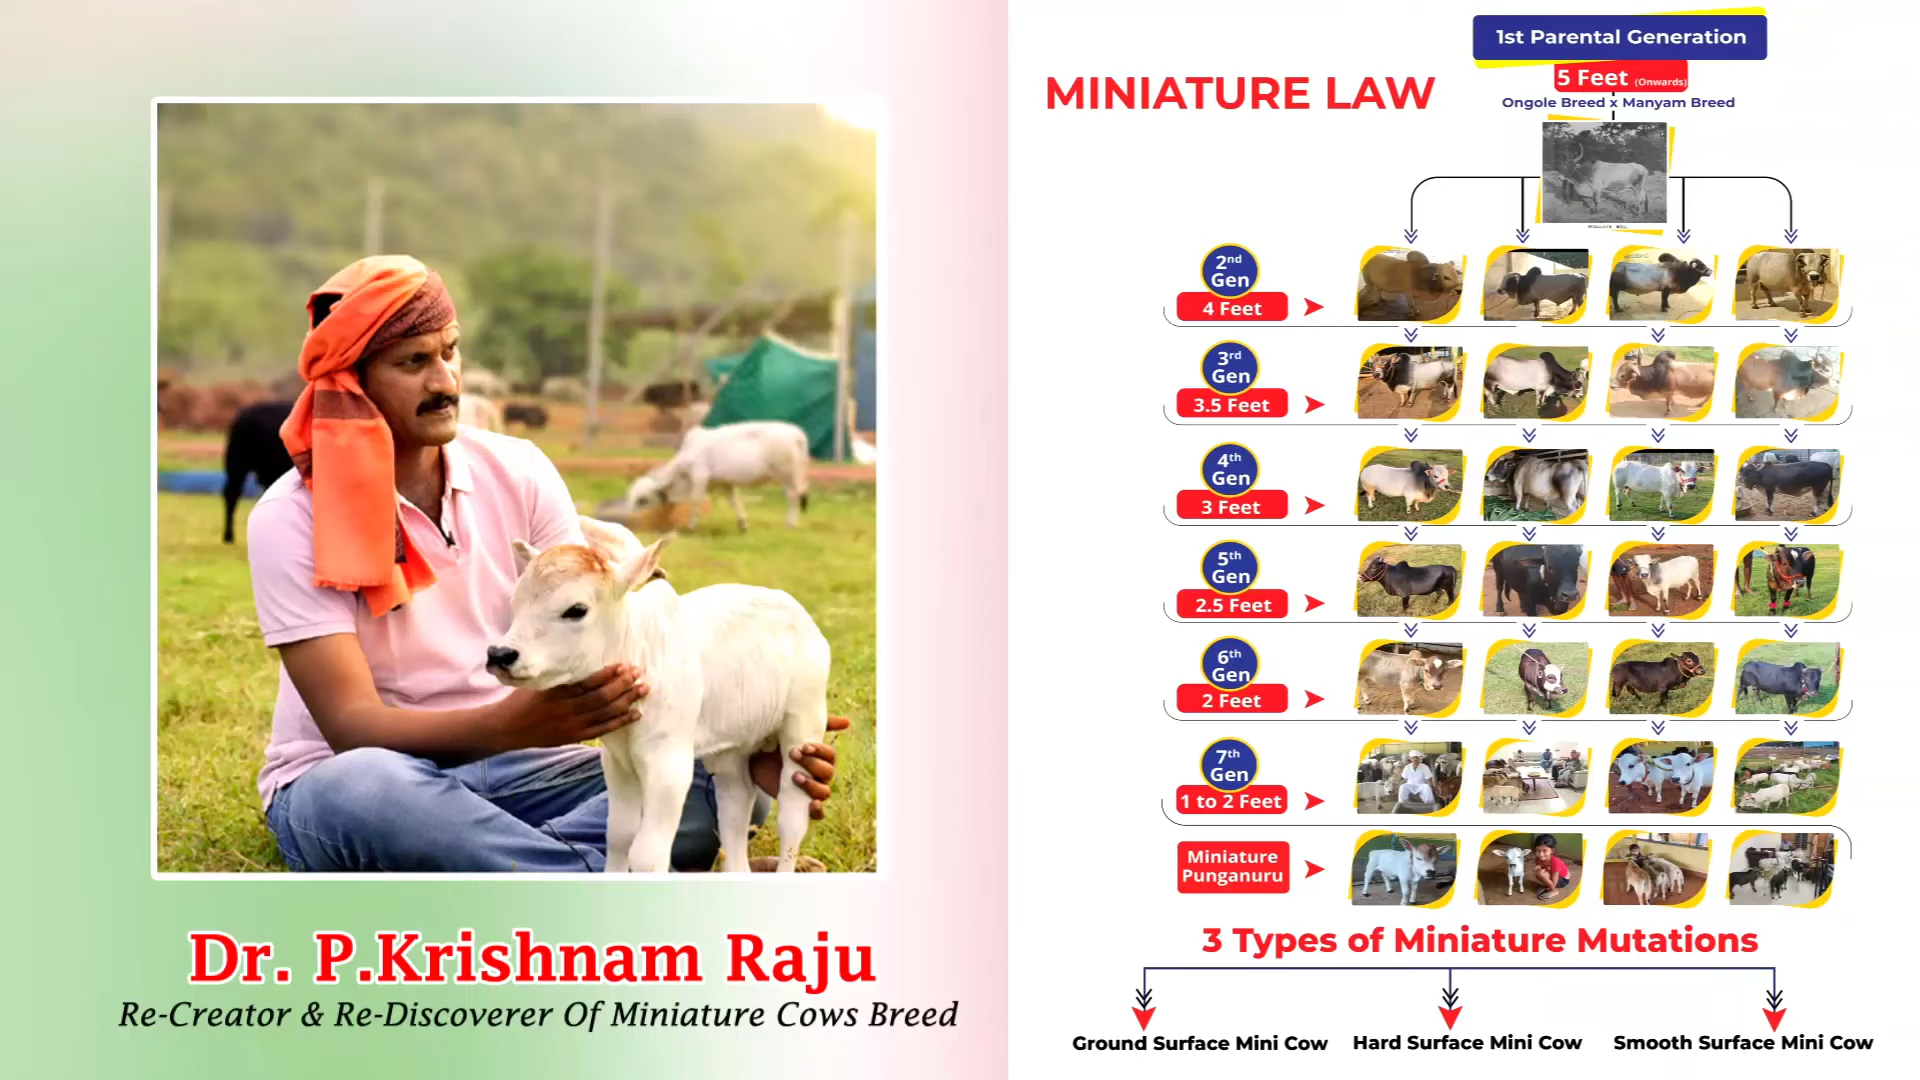 Dr. P.Krishnam Raju
Re-Creator & Re-Discoverer Of Miniature Cows Breed
MINIATURE LAW
1st Parental Generation
5 Feet (Onwards)
Ongole Breed x Manyam Breed
2nd
Gen
4 Feet
3rd
Gen
3.5 Feet
4th
Gen
3 Feet
5th
Gen
2.5 Feet
6th
Gen
2 Feet
7th
Gen
1 to 2 Feet
Miniature
Punganuru
3 Types of Miniature Mutations
Ground Surface Mini Cow
Hard Surface Mini Cow
Smooth Surface Mini Cow